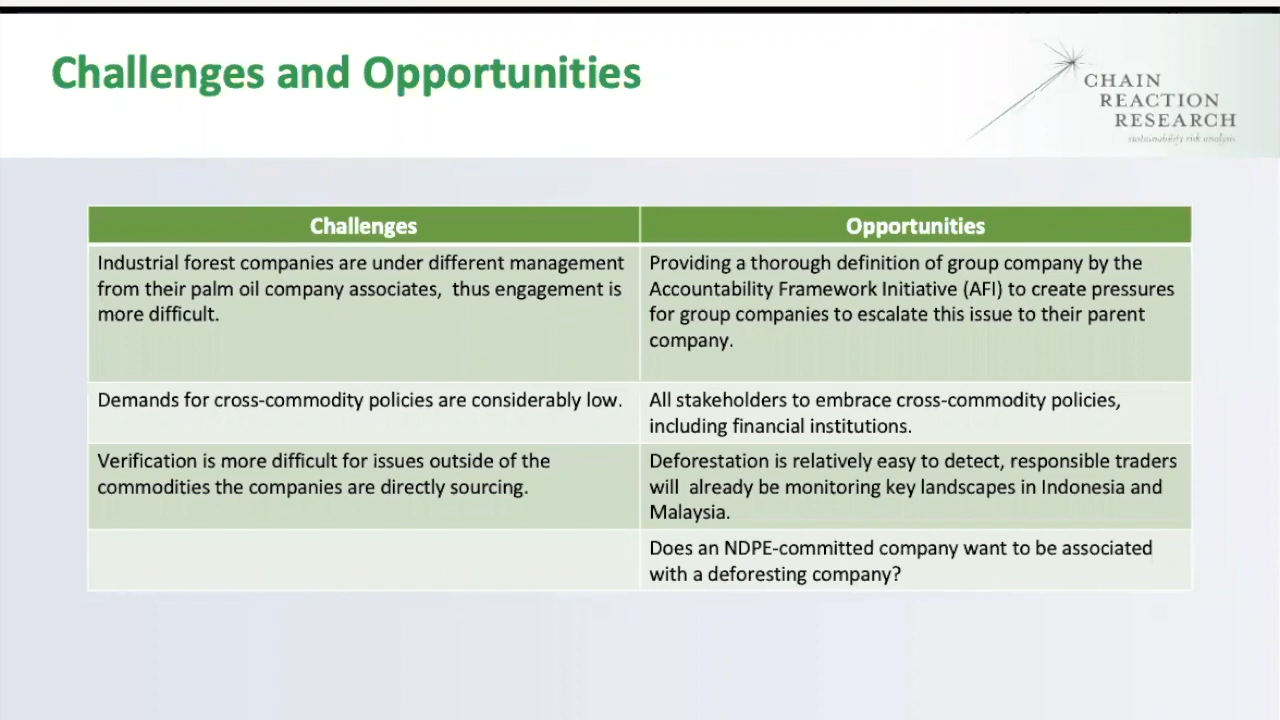 Challenges and Opportunities
CHAIN
REACTION
RESEARCH
sustainability risk analysis
Challenges
Opportunities
Industrial forest companies are under different management
from their palm oil company associates, thus engagement is
more difficult.
Providing a thorough definition of group company by the
Accountability Framework Initiative (AFI) to create pressures
for group companies to escalate this issue to their parent
company.
Demands for cross-commodity policies are considerably low.
All stakeholders to embrace cross-commodity policies,
including financial institutions.
Verification is more difficult for issues outside of the
commodities the companies are directly sourcing.
Deforestation is relatively easy to detect, responsible traders
will already be monitoring key landscapes in Indonesia and
Malaysia.
Does an NDPE-committed company want to be associated
with a deforesting company?